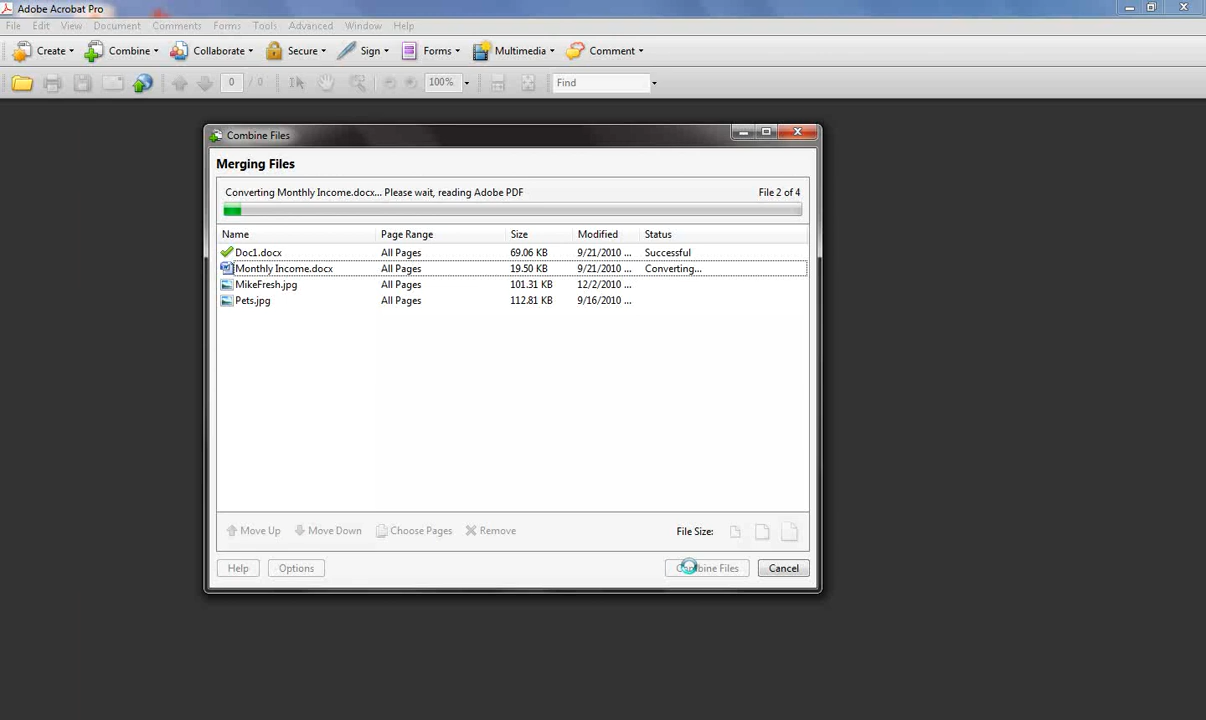 Adobe Acrobat Pro
File Edit View Document Comments Forms Tools Advanced Window Help
Create Combine Collaborate Secure Sign Forms Multimedia Comment
0 / 0 100% Find
Combine Files
Merging Files
Converting Monthly Income.docx... Please wait, reading Adobe PDF File 2 of 4
Name Page Range Size Modified Status
Doc1.docx All Pages 69.06 KB 9/21/2010 ... Successful
Monthly Income.docx All Pages 19.50 KB 9/21/2010 ... Converting...
MikeFresh.jpg All Pages 101.31 KB 12/2/2010 ...
Pets.jpg All Pages 112.81 KB 9/16/2010 ...
Move Up Move Down Choose Pages Remove File Size:
Help Options Combine Files Cancel